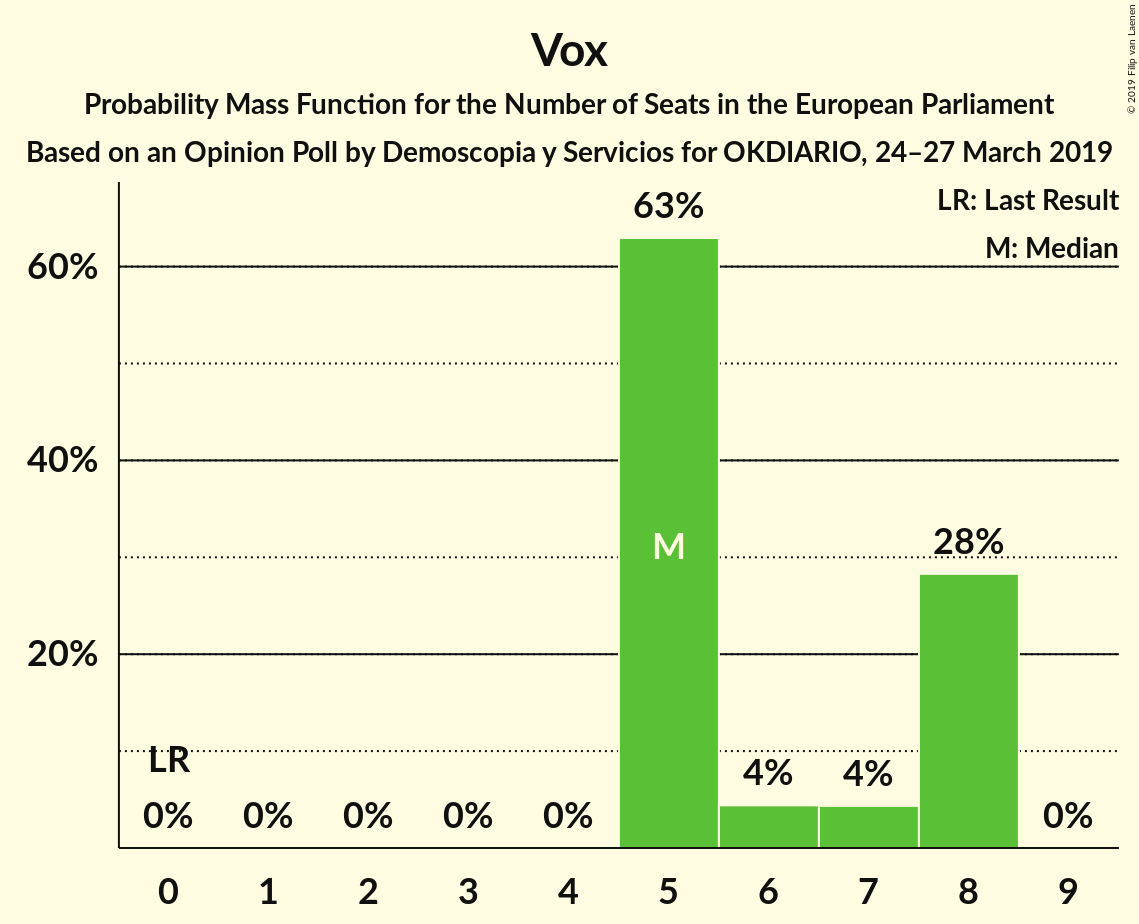 Vox
Probability Mass Function for the Number of Seats in the European Parliament
Based on an Opinion Poll by Demoscopia y Servicios for OKDIARIO, 24–27 March 2019
© 2019 Filip van Laenen
LR: Last Result
M: Median
63%
60%
40%
M
28%
20%
LR
4%
4%
0%
0%
0%
0%
0%
0%
0
1
2
3
4
5
6
7
8
9